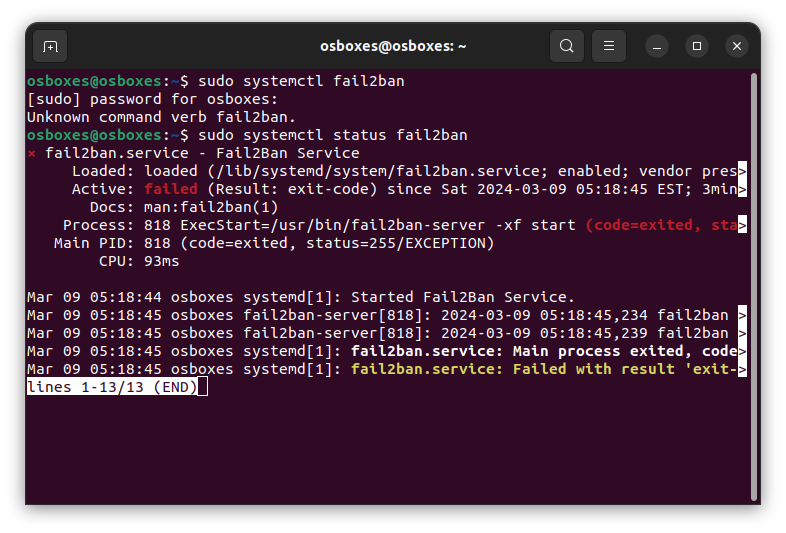 osboxes@osboxes: ~
osboxes@osboxes:~$ sudo systemctl fail2ban
[sudo] password for osboxes:
Unknown command verb fail2ban.
osboxes@osboxes:~$ sudo systemctl status fail2ban
× fail2ban.service - Fail2Ban Service
     Loaded: loaded (/lib/systemd/system/fail2ban.service; enabled; vendor pres>
     Active: failed (Result: exit-code) since Sat 2024-03-09 05:18:45 EST; 3min>
       Docs: man:fail2ban(1)
    Process: 818 ExecStart=/usr/bin/fail2ban-server -xf start (code=exited, sta>
   Main PID: 818 (code=exited, status=255/EXCEPTION)
        CPU: 93ms

Mar 09 05:18:44 osboxes systemd[1]: Started Fail2Ban Service.
Mar 09 05:18:45 osboxes fail2ban-server[818]: 2024-03-09 05:18:45,234 fail2ban >
Mar 09 05:18:45 osboxes fail2ban-server[818]: 2024-03-09 05:18:45,239 fail2ban >
Mar 09 05:18:45 osboxes systemd[1]: fail2ban.service: Main process exited, code>
Mar 09 05:18:45 osboxes systemd[1]: fail2ban.service: Failed with result 'exit->
lines 1-13/13 (END)